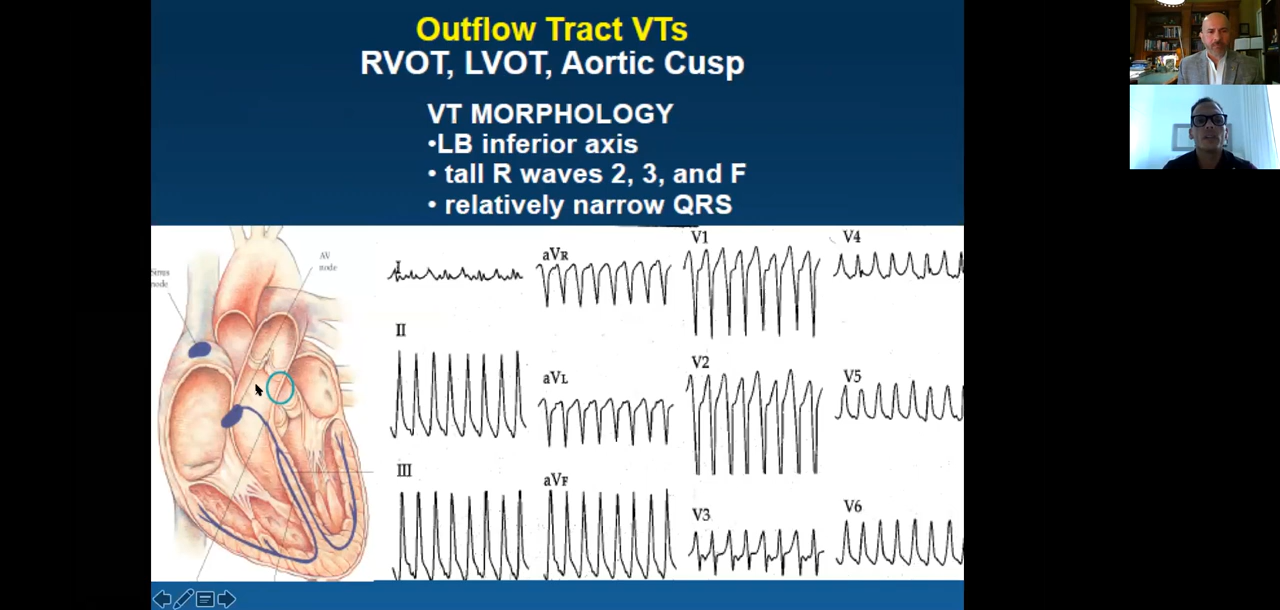 Outflow Tract VTs
RVOT, LVOT, Aortic Cusp
VT MORPHOLOGY
•LB inferior axis
• tall R waves 2, 3, and F
• relatively narrow QRS
Sinus
node
AV
node
I
II
III
aVR
aVL
aVF
V1
V2
V3
V4
V5
V6